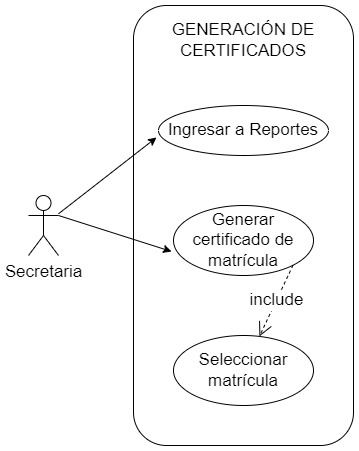 GENERACIÓN DE
CERTIFICADOS
Ingresar a Reportes
Generar
certificado de
matrícula
Secretaria
include
Seleccionar
matrícula